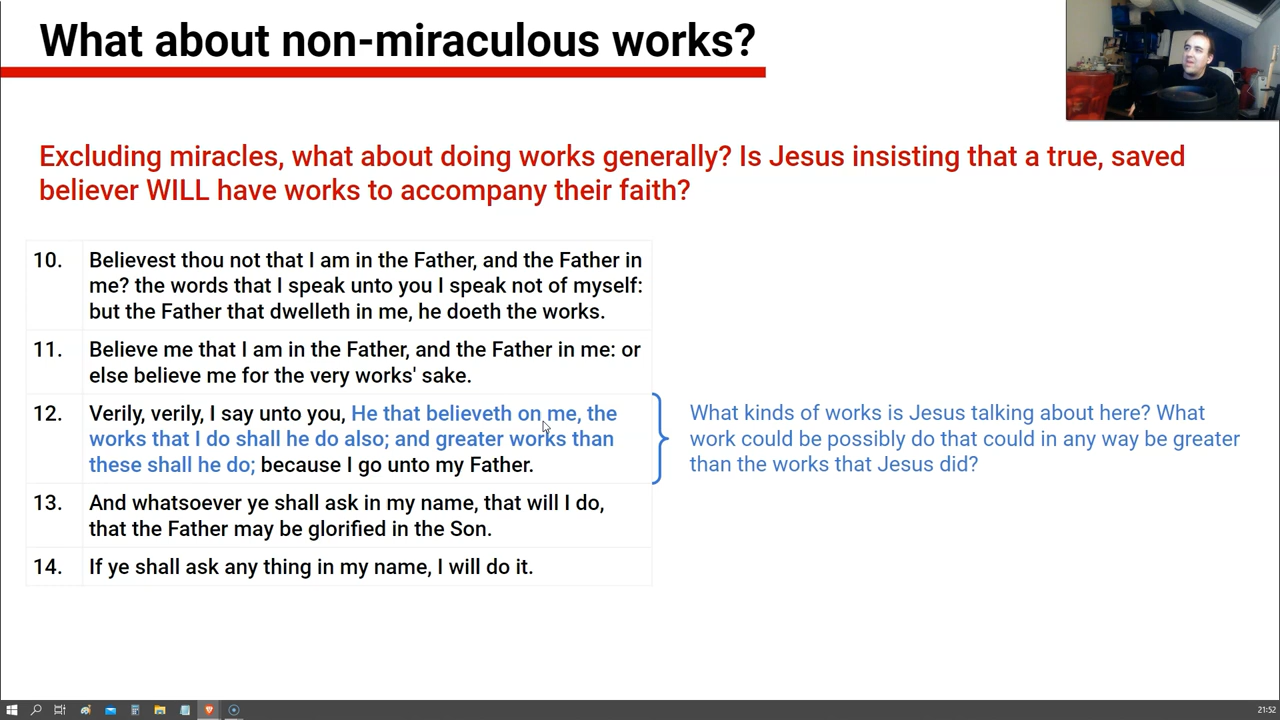 What about non-miraculous works?
Excluding miracles, what about doing works generally? Is Jesus insisting that a true, saved
believer WILL have works to accompany their faith?
10. Believest thou not that I am in the Father, and the Father in
me? the words that I speak unto you I speak not of myself:
but the Father that dwelleth in me, he doeth the works.
11. Believe me that I am in the Father, and the Father in me: or
else believe me for the very works' sake.
12. Verily, verily, I say unto you, He that believeth on me, the
works that I do shall he do also; and greater works than
these shall he do; because I go unto my Father.
What kinds of works is Jesus talking about here? What
work could be possibly do that could in any way be greater
than the works that Jesus did?
13. And whatsoever ye shall ask in my name, that will I do,
that the Father may be glorified in the Son.
14. If ye shall ask any thing in my name, I will do it.
21:52